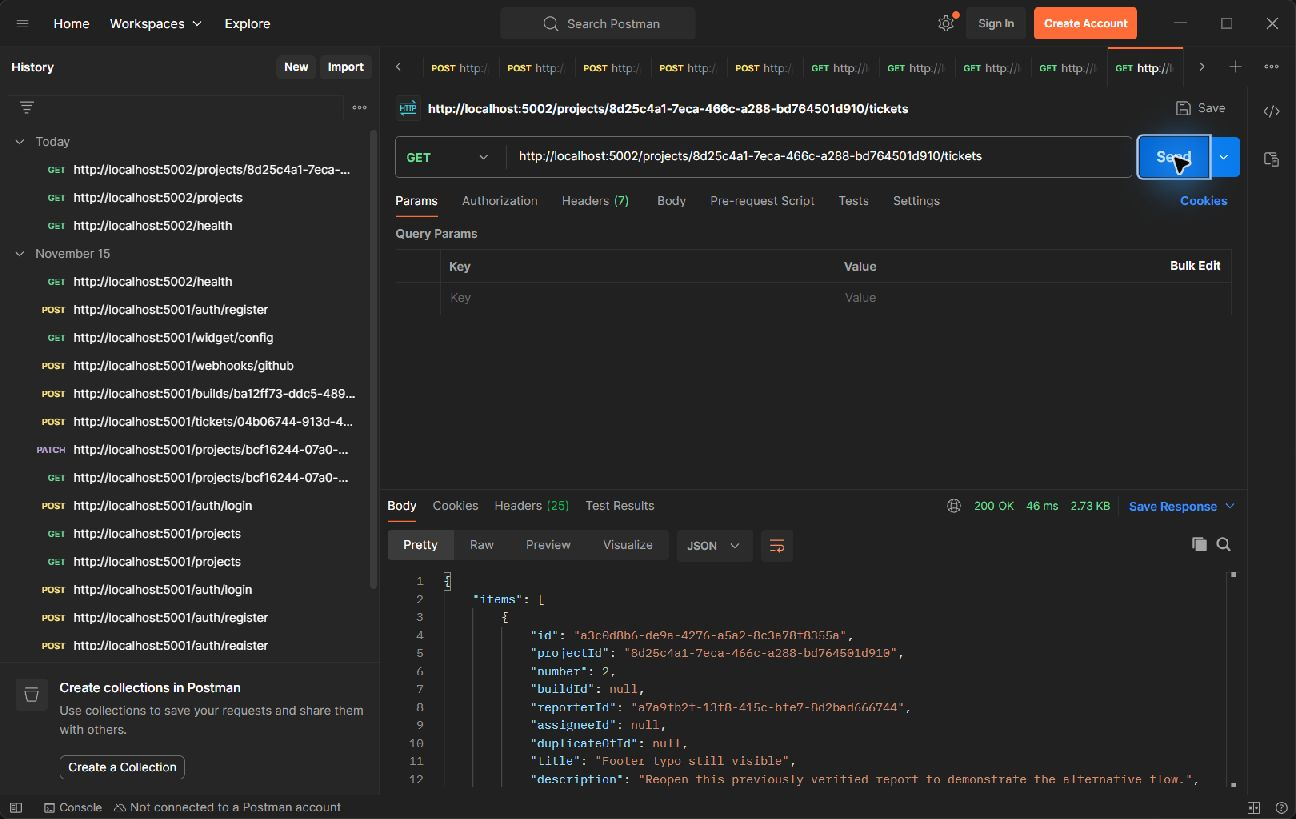 Home Workspaces Explore Search Postman Sign In Create Account
History New Import
POST http:/ POST http:/ POST http:/ POST http:/ POST http:/ GET http://l GET http://l GET http://l GET http://l GET http://l
HTTP http://localhost:5002/projects/8d25c4a1-7eca-466c-a288-bd764501d910/tickets Save
GET http://localhost:5002/projects/8d25c4a1-7eca-466c-a288-bd764501d910/tickets Send
Params Authorization Headers (7) Body Pre-request Script Tests Settings Cookies
Query Params
Key Value Bulk Edit
Key Value
Today
GET http://localhost:5002/projects/8d25c4a1-7eca-...
GET http://localhost:5002/projects
GET http://localhost:5002/health
November 15
GET http://localhost:5002/health
POST http://localhost:5001/auth/register
GET http://localhost:5001/widget/config
POST http://localhost:5001/webhooks/github
POST http://localhost:5001/builds/ba12ff73-ddc5-489...
POST http://localhost:5001/tickets/04b06744-913d-4...
PATCH http://localhost:5001/projects/bcf16244-07a0-...
GET http://localhost:5001/projects/bcf16244-07a0-...
POST http://localhost:5001/auth/login
GET http://localhost:5001/projects
GET http://localhost:5001/projects
POST http://localhost:5001/auth/login
POST http://localhost:5001/auth/register
POST http://localhost:5001/auth/register
Create collections in Postman
Use collections to save your requests and share them
with others.
Create a Collection
Body Cookies Headers (25) Test Results 200 OK 46 ms 2.73 KB Save Response
Pretty Raw Preview Visualize JSON
1 {
2 "items": [
3 {
4 "id": "a3c0d8b6-de9a-4276-a5a2-8c3a78f8355a",
5 "projectId": "8d25c4a1-7eca-466c-a288-bd764501d910",
6 "number": 2,
7 "buildId": null,
8 "reporterId": "a7a9fb2f-13f8-415c-bfe7-8d2bad666744",
9 "assigneeId": null,
10 "duplicateOfId": null,
11 "title": "Footer typo still visible",
12 "description": "Reopen this previously verified report to demonstrate the alternative flow.",
Console Not connected to a Postman account